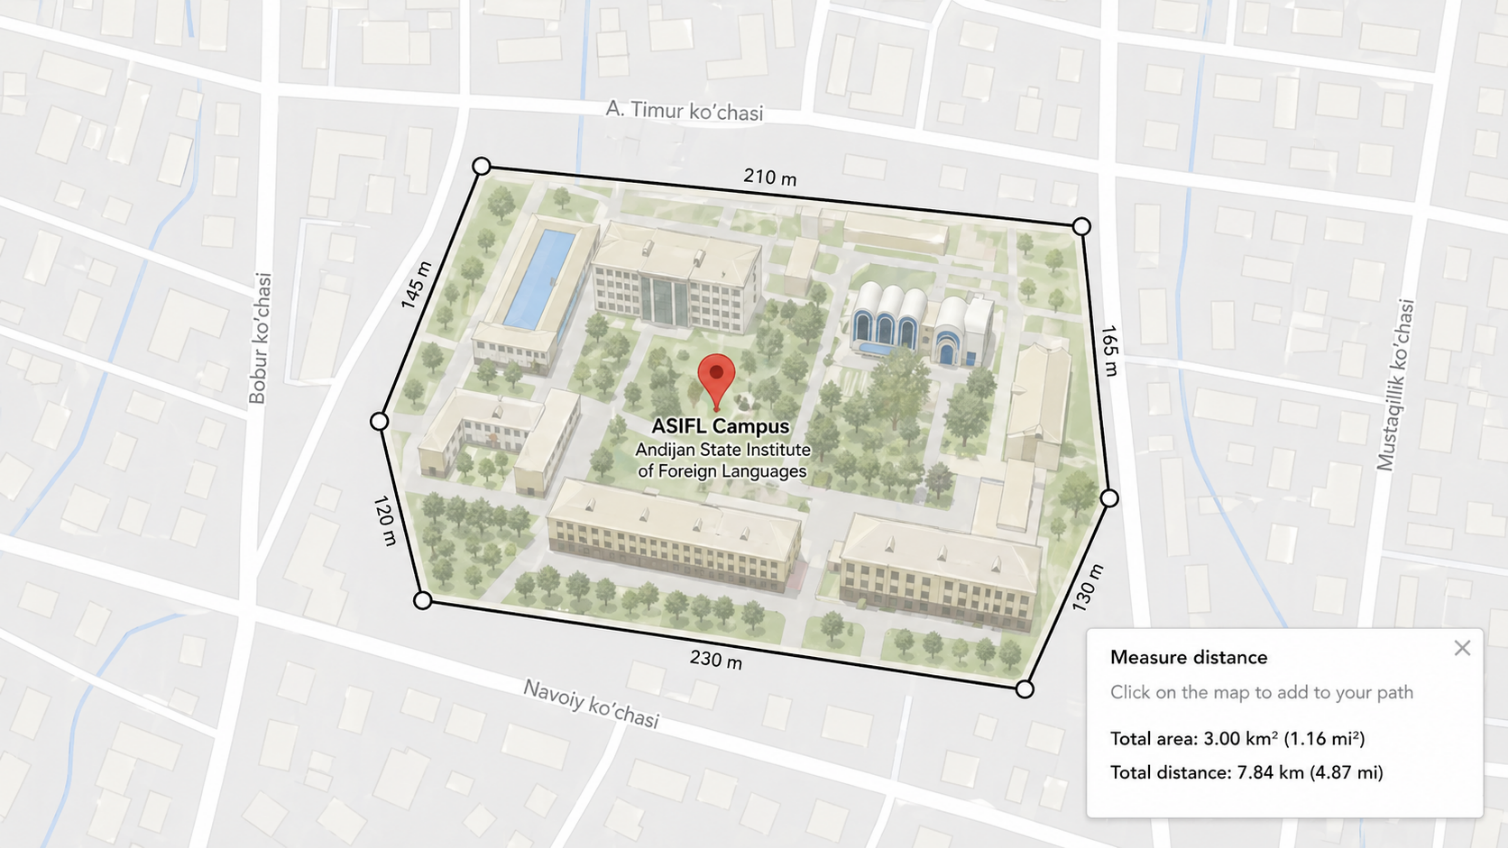 A. Timur ko‘chasi
210 m
145 m
Bobur ko‘chasi
165 m
Mustaqillik ko‘chasi
ASIFL Campus
Andijan State Institute
of Foreign Languages
120 m
130 m
230 m
Navoiy ko‘chasi
Measure distance
Click on the map to add to your path
Total area: 3.00 km² (1.16 mi²)
Total distance: 7.84 km (4.87 mi)